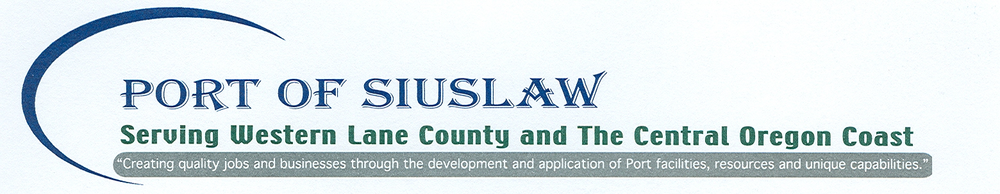 PORT OF SIUSLAW
Serving Western Lane County and The Central Oregon Coast
“Creating quality jobs and businesses through the development and application of Port facilities, resources and unique capabilities.”